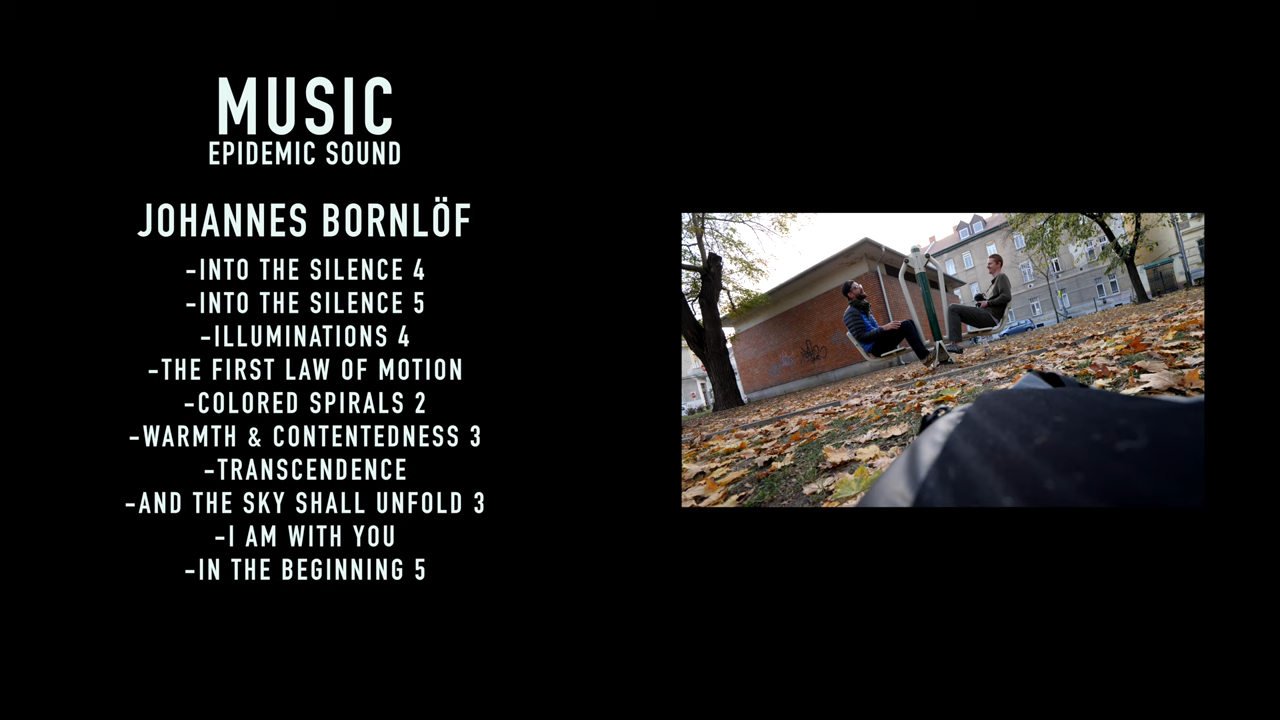 MUSIC
EPIDEMIC SOUND
JOHANNES BORNLÖF
-INTO THE SILENCE 4
-INTO THE SILENCE 5
-ILLUMINATIONS 4
-THE FIRST LAW OF MOTION
-COLORED SPIRALS 2
-WARMTH & CONTENTEDNESS 3
-TRANSCENDENCE
-AND THE SKY SHALL UNFOLD 3
-I AM WITH YOU
-IN THE BEGINNING 5